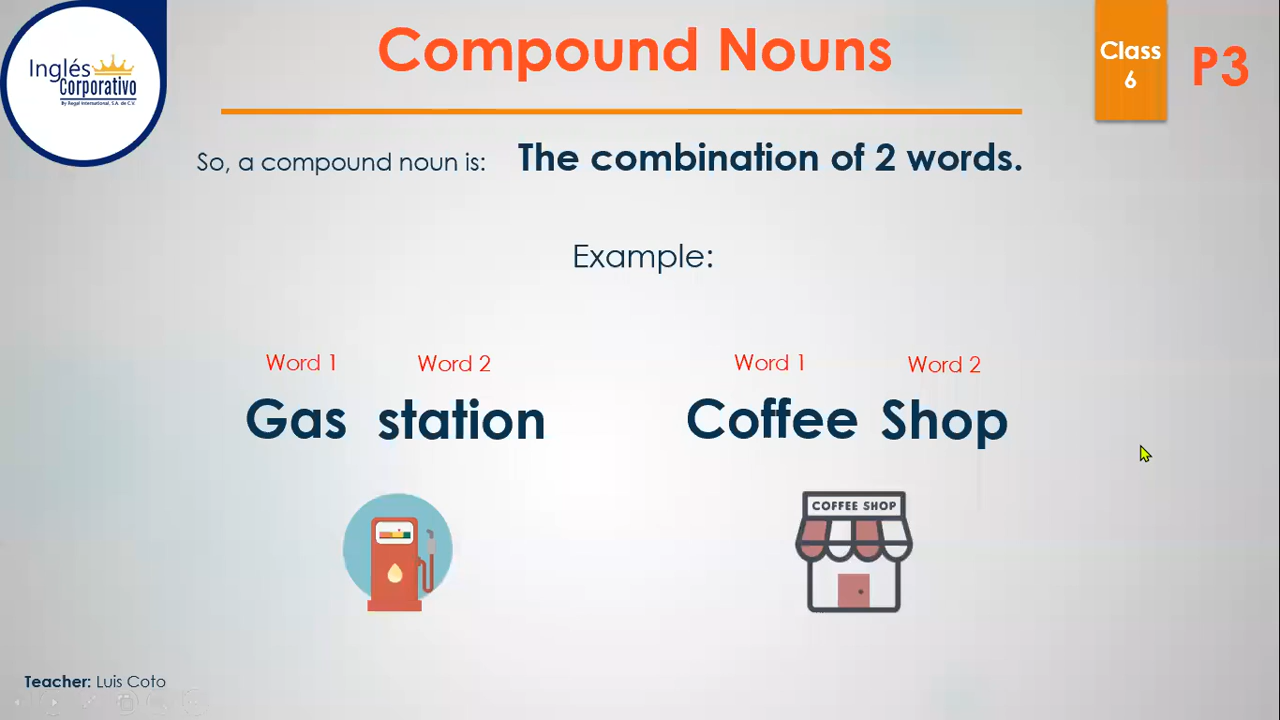 Inglés
Corporativo
By Regal International, S.A. de C.V.
Compound Nouns
Class
6
P3
So, a compound noun is: The combination of 2 words.
Example:
Word 1 Word 2 Word 1 Word 2
Gas station Coffee Shop
COFFEE SHOP
Teacher: Luis Coto